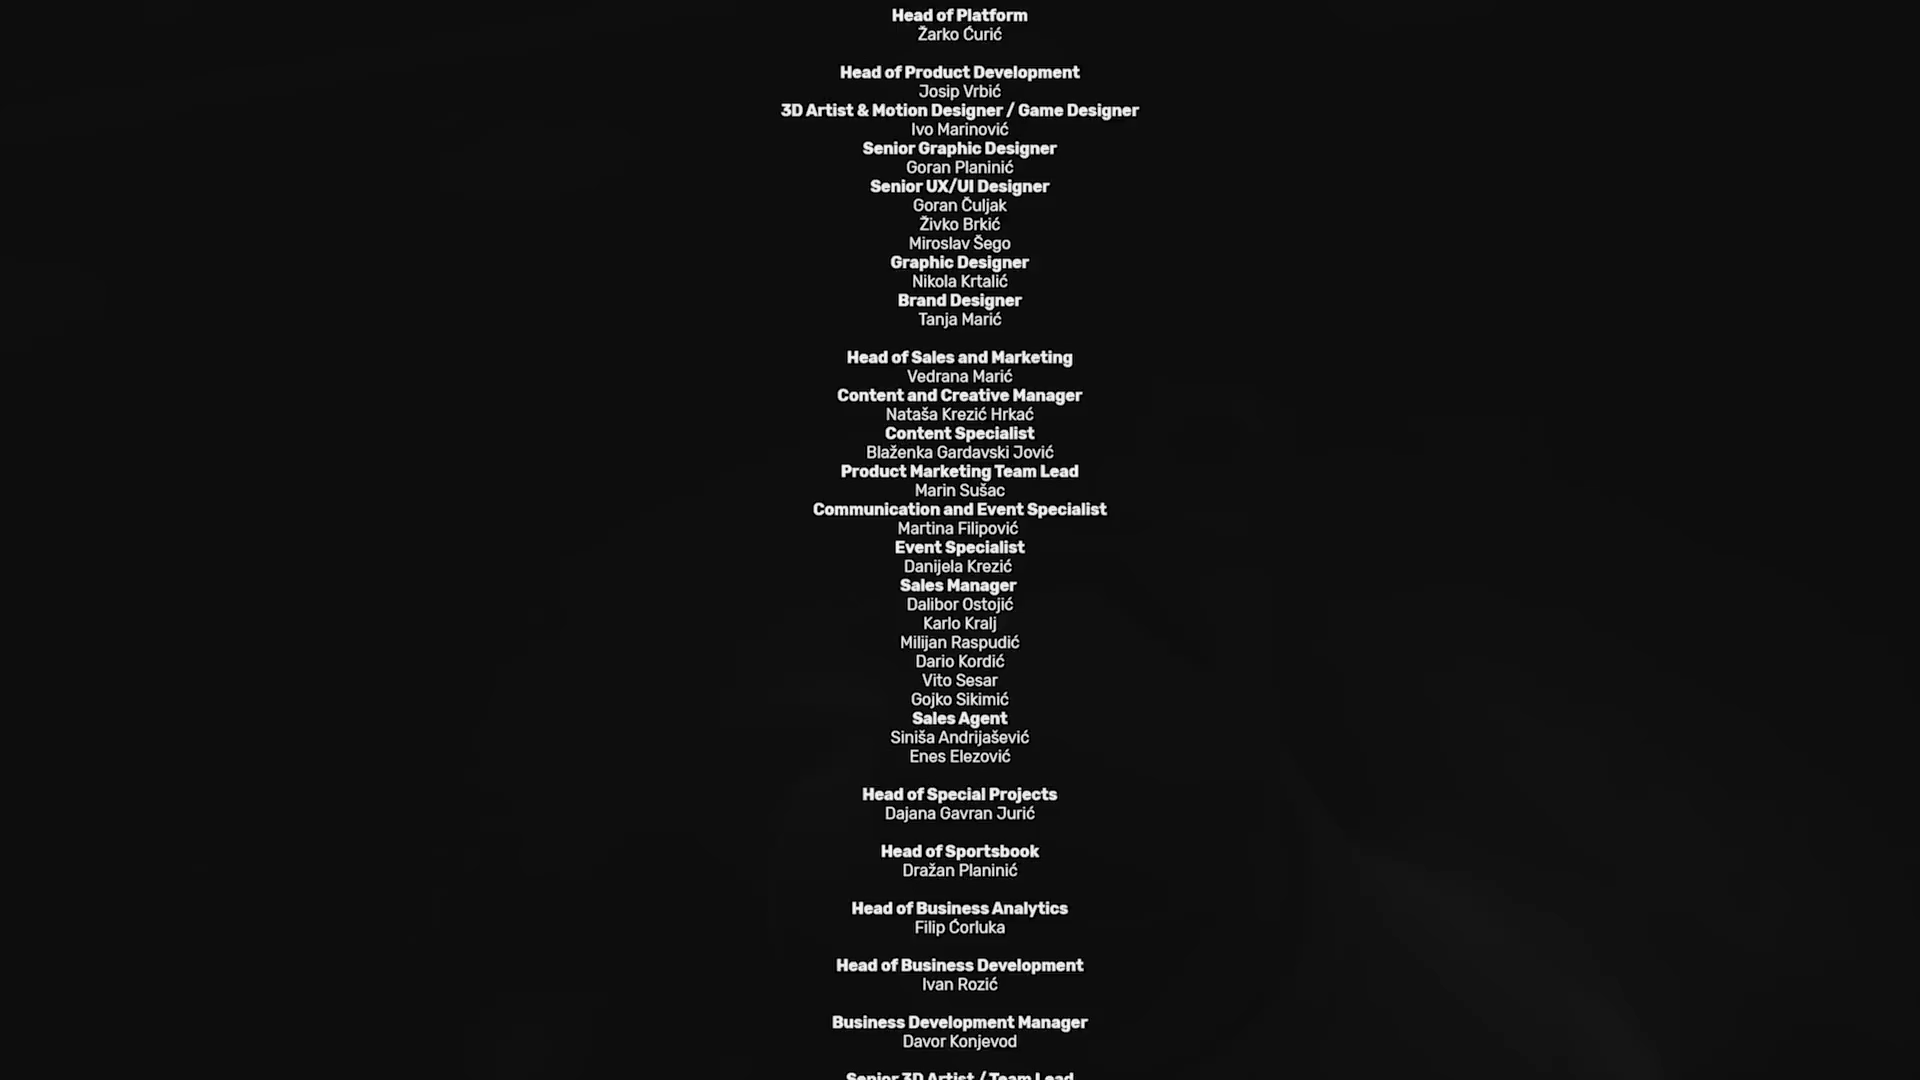 Head of Platform
Žarko Ćurić
Head of Product Development
Josip Vrbić
3D Artist & Motion Designer / Game Designer
Ivo Marinović
Senior Graphic Designer
Goran Planinić
Senior UX/UI Designer
Goran Čuljak
Živko Brkić
Miroslav Šego
Graphic Designer
Nikola Krtalić
Brand Designer
Tanja Marić
Head of Sales and Marketing
Vedrana Marić
Content and Creative Manager
Nataša Krezić Hrkać
Content Specialist
Blaženka Gardavski Jović
Product Marketing Team Lead
Marin Sušac
Communication and Event Specialist
Martina Filipović
Event Specialist
Danijela Krezić
Sales Manager
Dalibor Ostojić
Karlo Kralj
Milijan Raspudić
Dario Kordić
Vito Sesar
Gojko Sikimić
Sales Agent
Siniša Andrijašević
Enes Elezović
Head of Special Projects
Dajana Gavran Jurić
Head of Sportsbook
Dražan Planinić
Head of Business Analytics
Filip Ćorluka
Head of Business Development
Ivan Rozić
Business Development Manager
Davor Konjevod
Senior 3D Artist / Team Lead